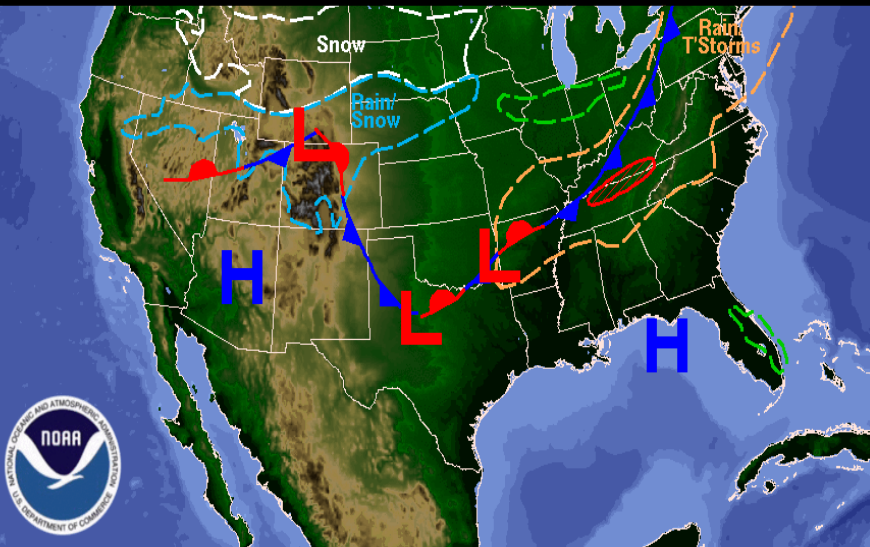 Snow
Rain
T'Storms
Rain/
Snow
L
H
L
L
H
NATIONAL OCEANIC AND ATMOSPHERIC ADMINISTRATION
NOAA
U.S. DEPARTMENT OF COMMERCE